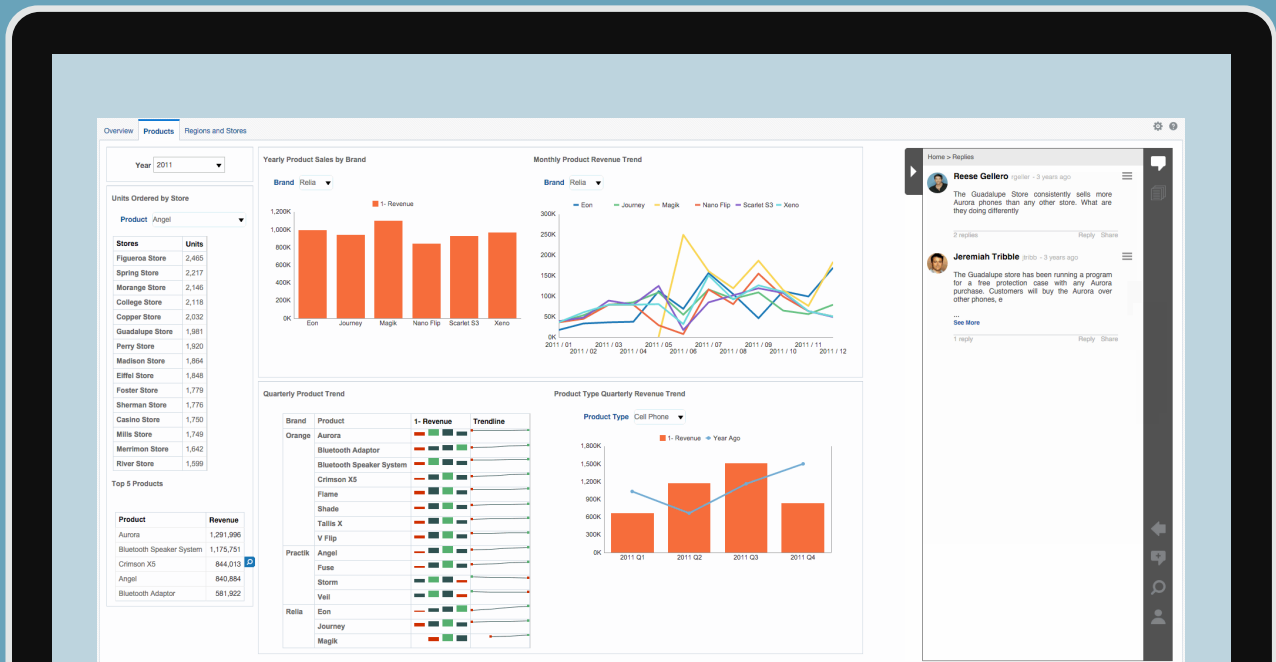 Overview Products Regions and Stores
Year 2011
Units Ordered by Store
Product Angel
Stores Units
Figueroa Store 2,465
Spring Store 2,217
Morange Store 2,146
College Store 2,118
Copper Store 2,032
Guadalupe Store 1,981
Perry Store 1,920
Madison Store 1,864
Eiffel Store 1,848
Foster Store 1,779
Sherman Store 1,776
Casino Store 1,750
Mills Store 1,749
Merrimon Store 1,642
River Store 1,599
Top 5 Products
Product Revenue
Aurora 1,291,996
Bluetooth Speaker System 1,175,751
Crimson X5 844,013
Angel 840,884
Bluetooth Adaptor 581,922
Yearly Product Sales by Brand
Brand Relia
1- Revenue
1,200K
1,000K
800K
600K
400K
200K
0K
Eon Journey Magik Nano Flip Scarlet S3 Xeno
Monthly Product Revenue Trend
Brand Relia
Eon Journey Magik Nano Flip Scarlet S3 Xeno
300K
250K
200K
150K
100K
50K
0K
2011 / 01 2011 / 03 2011 / 05 2011 / 07 2011 / 09 2011 / 11
2011 / 02 2011 / 04 2011 / 06 2011 / 08 2011 / 10 2011 / 12
Quarterly Product Trend
Brand Product 1- Revenue Trendline
Orange Aurora
Bluetooth Adaptor
Bluetooth Speaker System
Crimson X5
Flame
Shade
Tallis X
V Flip
Practik Angel
Fuse
Storm
Veil
Relia Eon
Journey
Magik
Product Type Quarterly Revenue Trend
Product Type Cell Phone
1- Revenue Year Ago
1,800K
1,500K
1,200K
900K
600K
300K
0K
2011 Q1 2011 Q2 2011 Q3 2011 Q4
Home > Replies
Reese Gellero rgeller - 3 years ago
The Guadalupe Store consistently sells more
Aurora phones than any other store. What are
they doing differently
2 replies Reply Share
Jeremiah Tribble jtribb - 3 years ago
The Guadalupe store has been running a program
for a free protection case with any Aurora
purchase. Customers will buy the Aurora over
other phones, e
...
See More
1 reply Reply Share